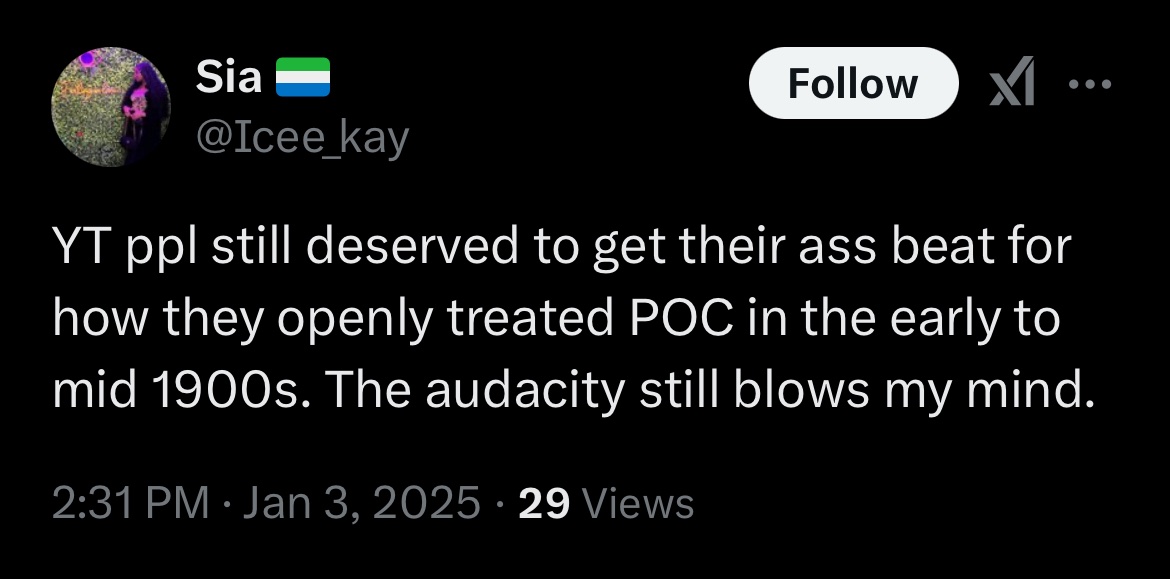 Sia 🇸🇱
Follow
@Icee_kay
YT ppl still deserved to get their ass beat for
how they openly treated POC in the early to
mid 1900s. The audacity still blows my mind.
2:31 PM · Jan 3, 2025 · 29 Views